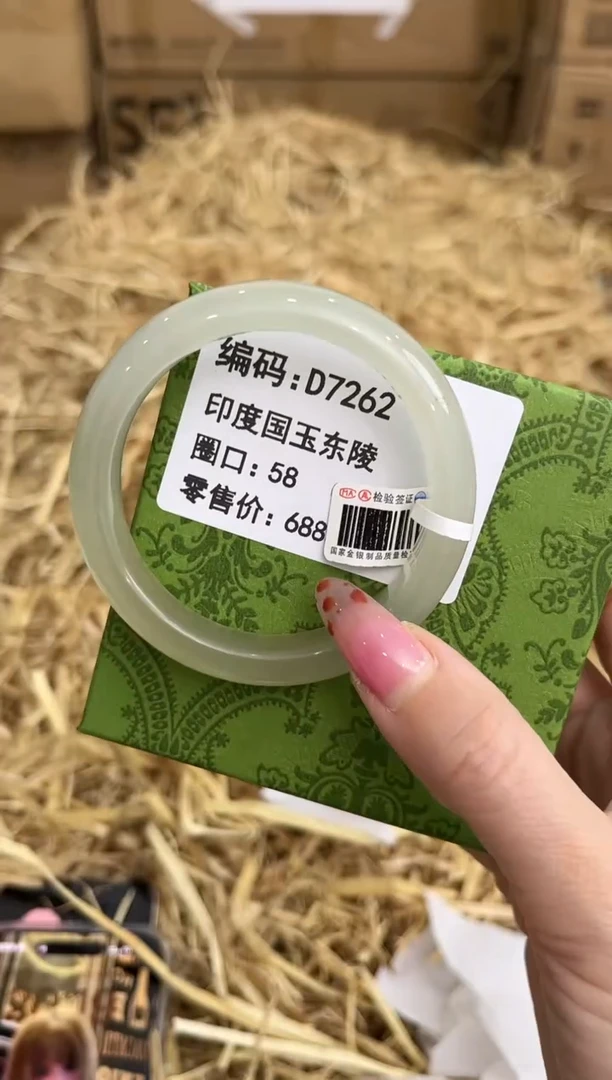 编码:D7262
印度国玉东陵
圈口:58
零售价:688
检验签证
国家金银制品质量检